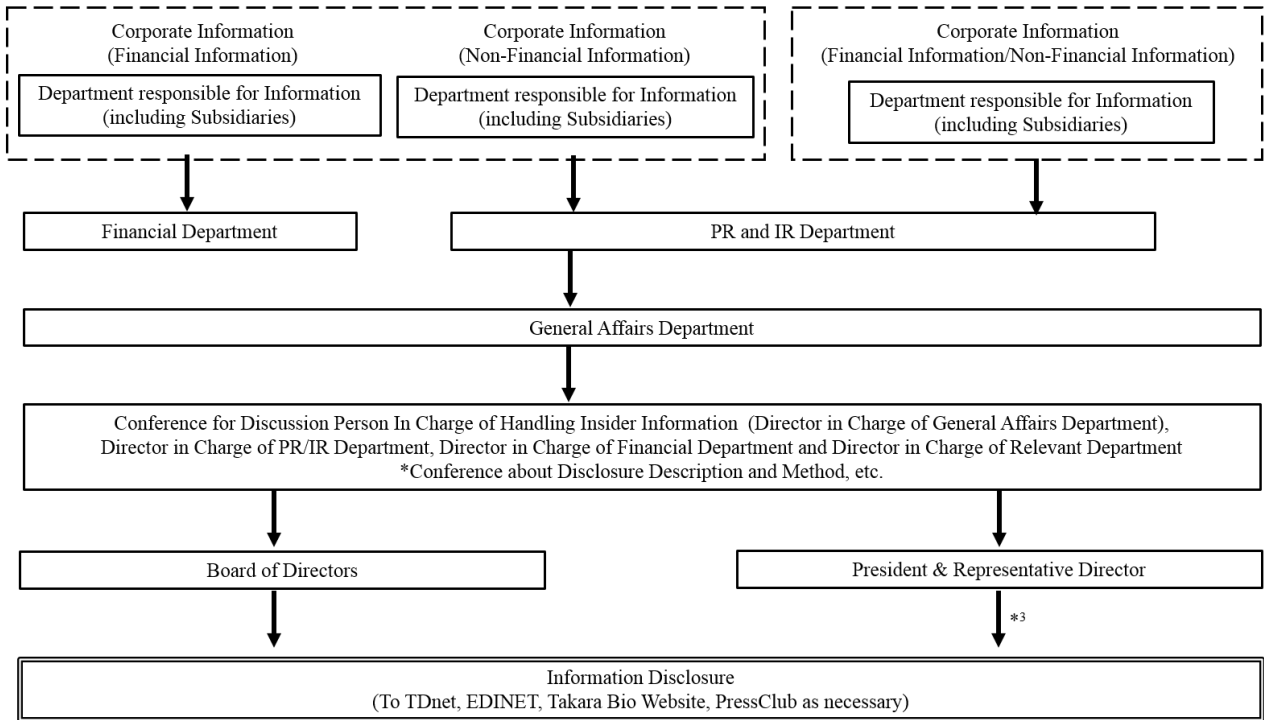 Corporate Information
(Financial Information)
Department responsible for Information
(including Subsidiaries)
Corporate Information
(Non-Financial Information)
Department responsible for Information
(including Subsidiaries)
Corporate Information
(Financial Information/Non-Financial Information)
Department responsible for Information
(including Subsidiaries)
Financial Department
PR and IR Department
General Affairs Department
Conference for Discussion Person In Charge of Handling Insider Information (Director in Charge of General Affairs Department),
Director in Charge of PR/IR Department, Director in Charge of Financial Department and Director in Charge of Relevant Department
*Conference about Disclosure Description and Method, etc.
Board of Directors
President & Representative Director
*3
Information Disclosure
(To TDnet, EDINET, Takara Bio Website, PressClub as necessary)